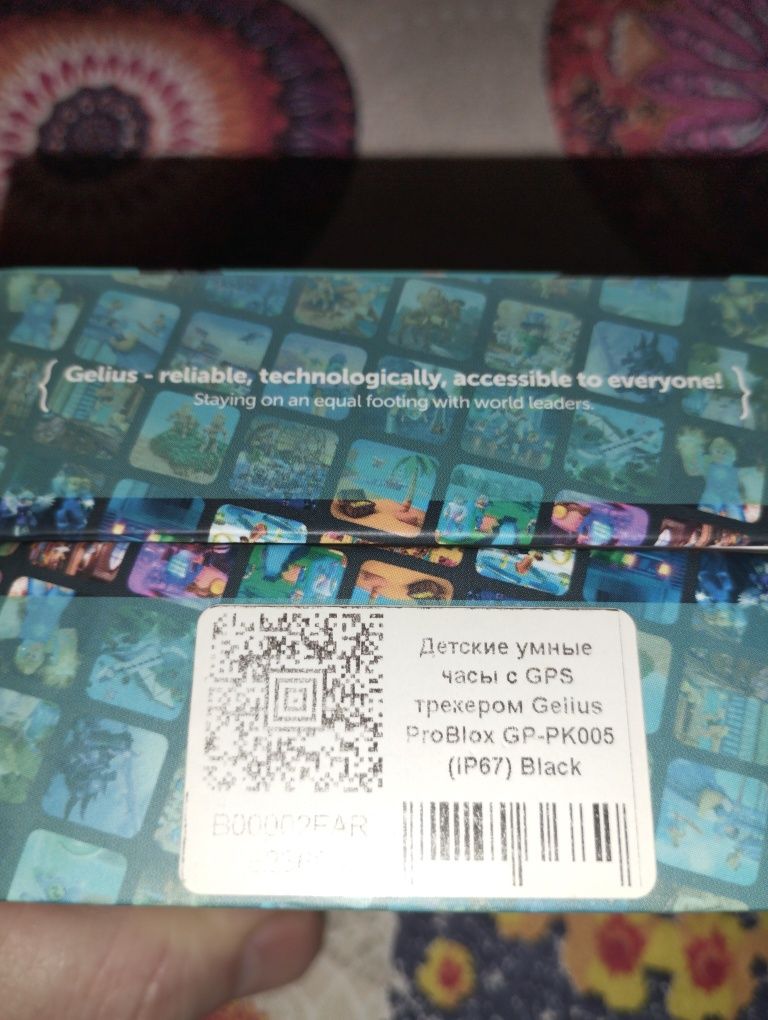 Gelius - reliable, technologically, accessible to everyone!
Staying on an equal footing with world leaders.
Детские умные
часы с GPS
трекером Gelius
ProBlox GP-PK005
(iP67) Black